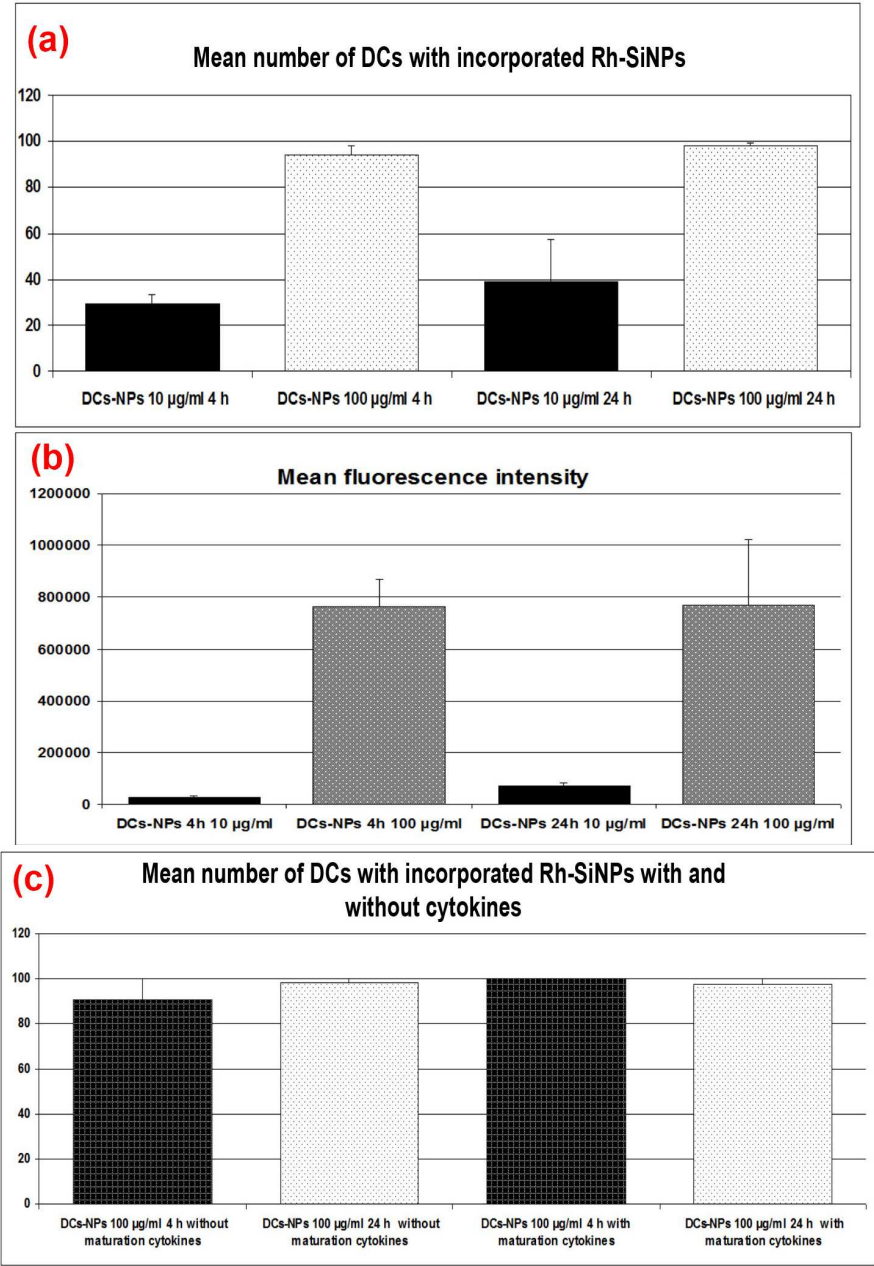 (a)
Mean number of DCs with incorporated Rh-SiNPs
120
100
80
60
40
20
0
DCs-NPs 10 µg/ml 4 h DCs-NPs 100 µg/ml 4 h DCs-NPs 10 µg/ml 24 h DCs-NPs 100 µg/ml 24 h
(b)
Mean fluorescence intensity
1200000
1000000
800000
600000
400000
200000
0
DCs-NPs 4h 10 µg/ml DCs-NPs 4h 100 µg/ml DCs-NPs 24h 10 µg/ml DCs-NPs 24h 100 µg/ml
(c)
Mean number of DCs with incorporated Rh-SiNPs with and
without cytokines
120
100
80
60
40
20
0
DCs-NPs 100 µg/ml 4 h without
maturation cytokines
DCs-NPs 100 µg/ml 24 h without
maturation cytokines
DCs-NPs 100 µg/ml 4 h with
maturation cytokines
DCs-NPs 100 µg/ml 24 h with
maturation cytokines